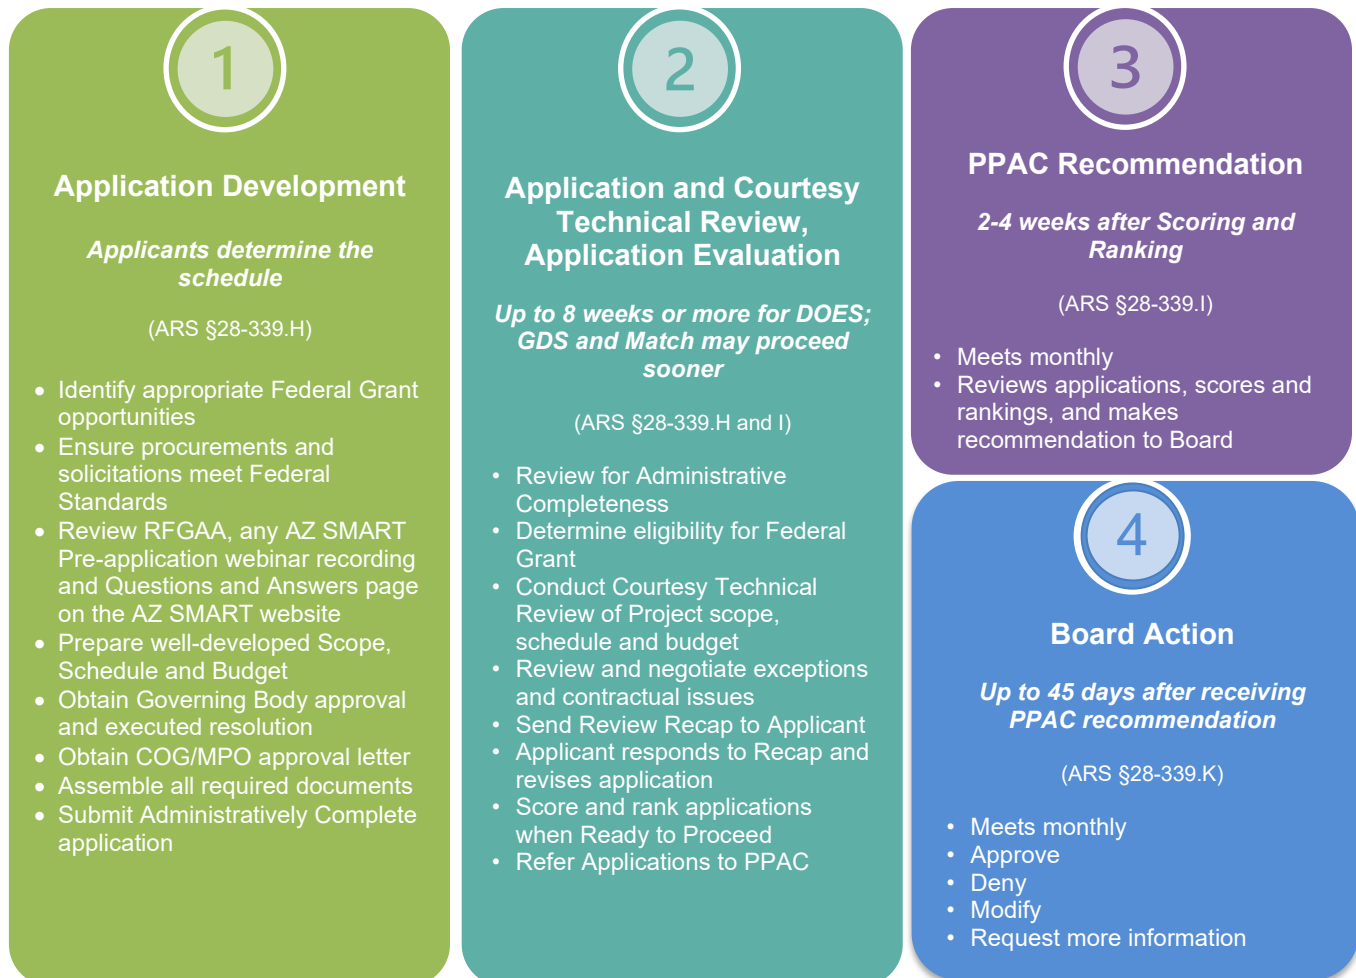 1
Application Development
Applicants determine the
schedule
(ARS §28-339.H)
• Identify appropriate Federal Grant
opportunities
• Ensure procurements and
solicitations meet Federal
Standards
• Review RFGAA, any AZ SMART
Pre-application webinar recording
and Questions and Answers page
on the AZ SMART website
• Prepare well-developed Scope,
Schedule and Budget
• Obtain Governing Body approval
and executed resolution
• Obtain COG/MPO approval letter
• Assemble all required documents
• Submit Administratively Complete
application
2
Application and Courtesy
Technical Review,
Application Evaluation
Up to 8 weeks or more for DOES;
GDS and Match may proceed
sooner
(ARS §28-339.H and I)
• Review for Administrative
Completeness
• Determine eligibility for Federal
Grant
• Conduct Courtesy Technical
Review of Project scope,
schedule and budget
• Review and negotiate exceptions
and contractual issues
• Send Review Recap to Applicant
• Applicant responds to Recap and
revises application
• Score and rank applications
when Ready to Proceed
• Refer Applications to PPAC
3
PPAC Recommendation
2-4 weeks after Scoring and
Ranking
(ARS §28-339.I)
• Meets monthly
• Reviews applications, scores and
rankings, and makes
recommendation to Board
4
Board Action
Up to 45 days after receiving
PPAC recommendation
(ARS §28-339.K)
• Meets monthly
• Approve
• Deny
• Modify
• Request more information